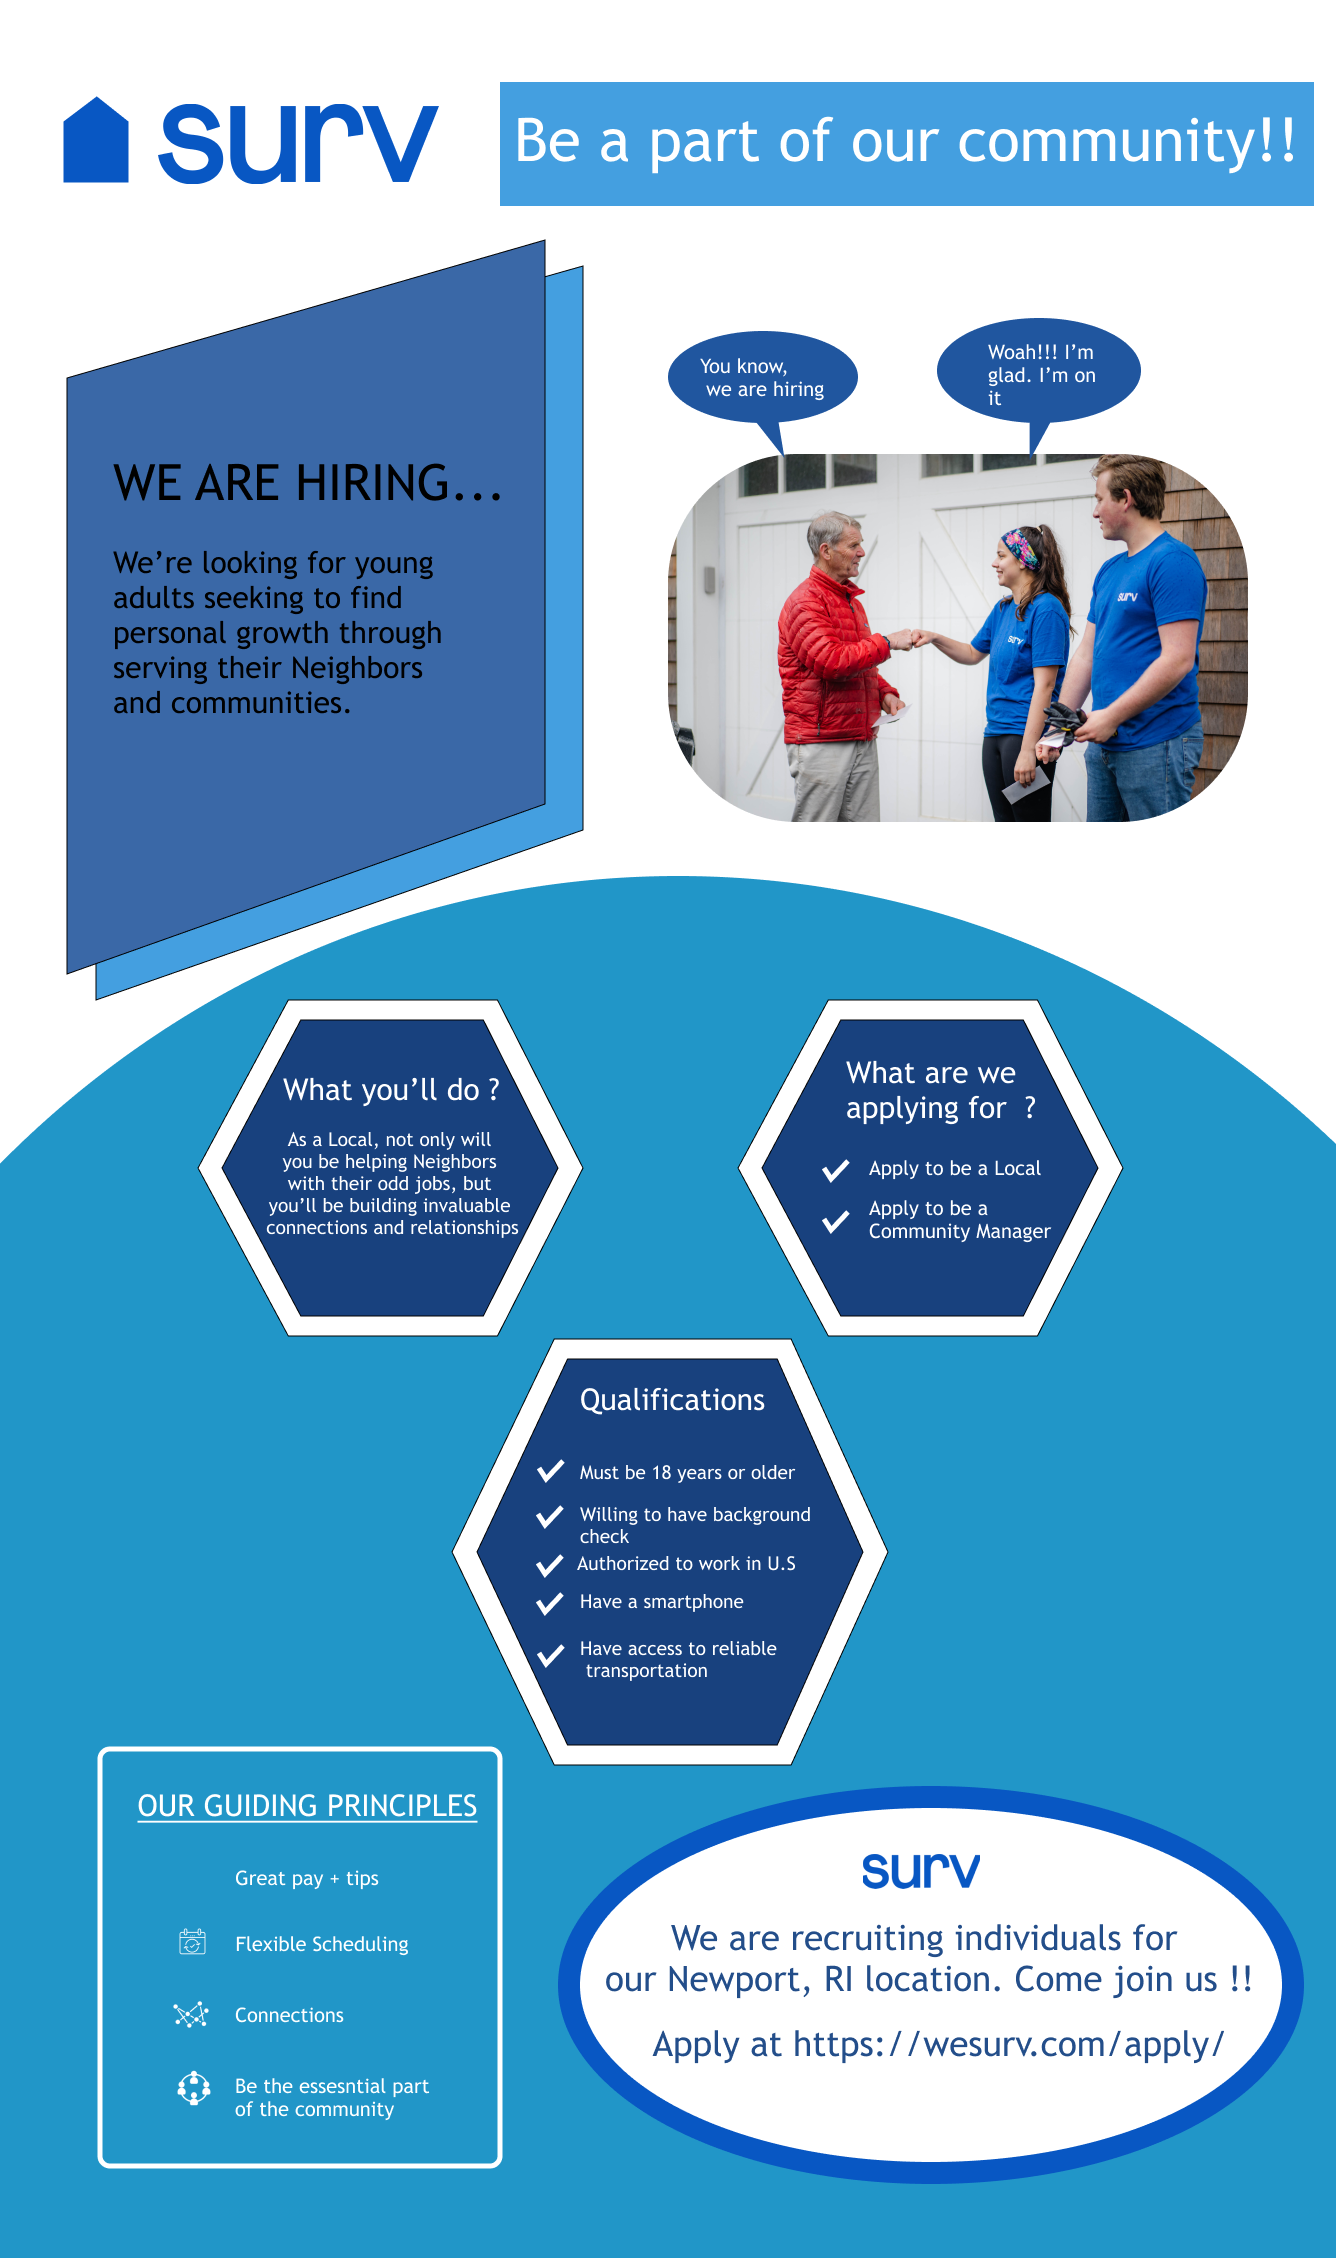 surv
Be a part of our community!!
WE ARE HIRING...
We're looking for young
adults seeking to find
personal growth through
serving their Neighbors
and communities.
You know,
we are hiring
Woah!!! I'm
glad. I'm on
it
surv
surv
What you'll do ?
As a Local, not only will
you be helping Neighbors
with their odd jobs, but
you'll be building invaluable
connections and relationships
What are we
applying for ?
Apply to be a Local
Apply to be a
Community Manager
Qualifications
Must be 18 years or older
Willing to have background
check
Authorized to work in U.S
Have a smartphone
Have access to reliable
transportation
OUR GUIDING PRINCIPLES
Great pay + tips
Flexible Scheduling
Connections
Be the essesntial part
of the community
surv
We are recruiting individuals for
our Newport, RI location. Come join us !!
Apply at https://wesurv.com/apply/